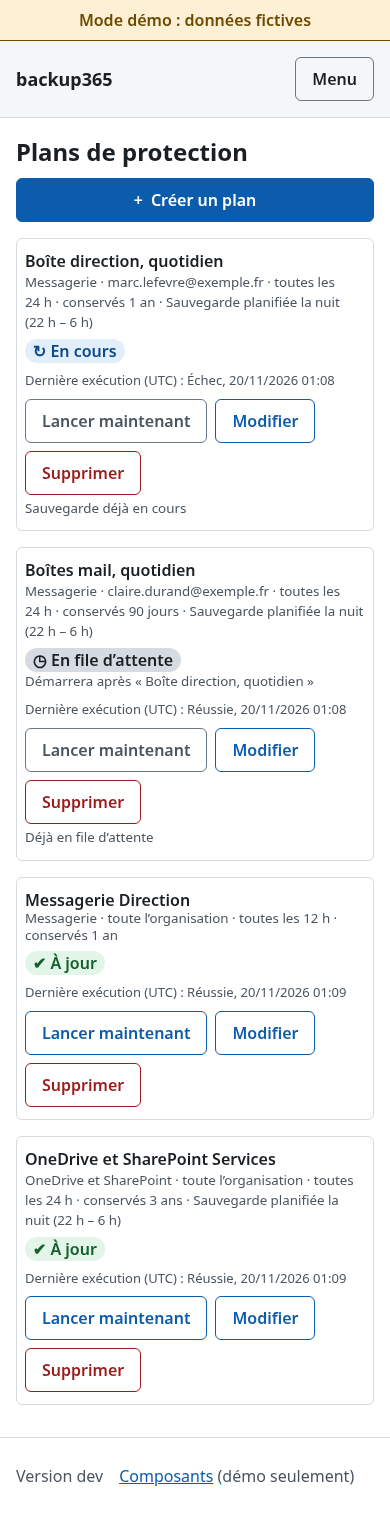 Mode démo : données fictives
backup365
Menu
Plans de protection
+ Créer un plan
Boîte direction, quotidien
Messagerie · marc.lefevre@exemple.fr · toutes les
24 h · conservés 1 an · Sauvegarde planifiée la nuit
(22 h – 6 h)
↻ En cours
Dernière exécution (UTC) : Échec, 20/11/2026 01:08
Lancer maintenant
Modifier
Supprimer
Sauvegarde déjà en cours
Boîtes mail, quotidien
Messagerie · claire.durand@exemple.fr · toutes les
24 h · conservés 90 jours · Sauvegarde planifiée la nuit
(22 h – 6 h)
◷ En file d’attente
Démarrera après « Boîte direction, quotidien »
Dernière exécution (UTC) : Réussie, 20/11/2026 01:08
Lancer maintenant
Modifier
Supprimer
Déjà en file d’attente
Messagerie Direction
Messagerie · toute l’organisation · toutes les 12 h ·
conservés 1 an
✔ À jour
Dernière exécution (UTC) : Réussie, 20/11/2026 01:09
Lancer maintenant
Modifier
Supprimer
OneDrive et SharePoint Services
OneDrive et SharePoint · toute l’organisation · toutes
les 24 h · conservés 3 ans · Sauvegarde planifiée la
nuit (22 h – 6 h)
✔ À jour
Dernière exécution (UTC) : Réussie, 20/11/2026 01:09
Lancer maintenant
Modifier
Supprimer
Version dev Composants (démo seulement)